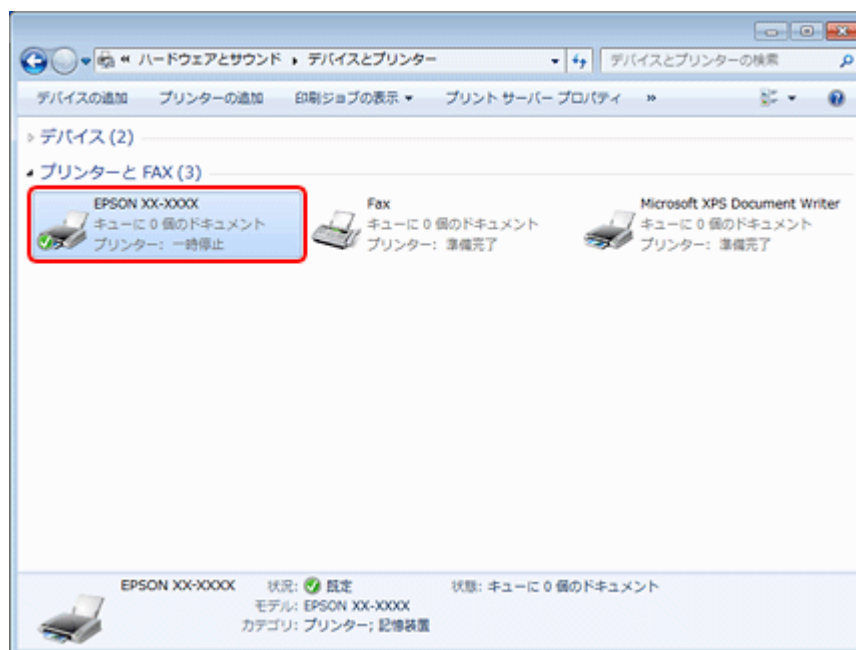 « ハードウェアとサウンド ▸ デバイスとプリンター
デバイスとプリンターの検索
デバイスの追加 プリンターの追加 印刷ジョブの表示 ▼ プリント サーバー プロパティ »
デバイス (2)
プリンターと FAX (3)
EPSON XX-XXXX
キューに 0 個のドキュメント
プリンター: 一時停止
Fax
キューに 0 個のドキュメント
プリンター: 準備完了
Microsoft XPS Document Writer
キューに 0 個のドキュメント
プリンター: 準備完了
EPSON XX-XXXX 状況: 既定 状態: キューに 0 個のドキュメント
モデル: EPSON XX-XXXX
カテゴリ: プリンター; 記憶装置